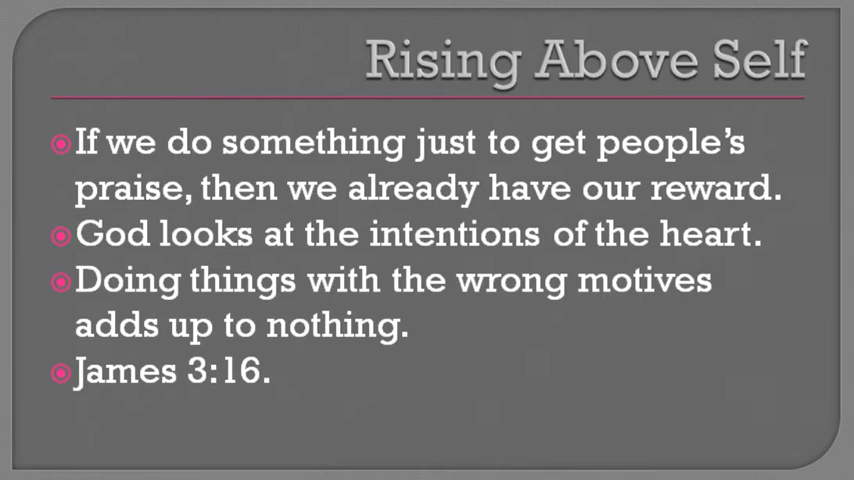 Rising Above Self
If we do something just to get people's
praise, then we already have our reward.
God looks at the intentions of the heart.
Doing things with the wrong motives
adds up to nothing.
James 3:16.